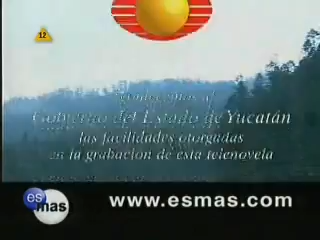 12
Agradecemos al
Gobierno del Estado de Yucatán
las facilidades otorgadas
en la grabacion de esta telenovela
es
mas
www.esmas.com